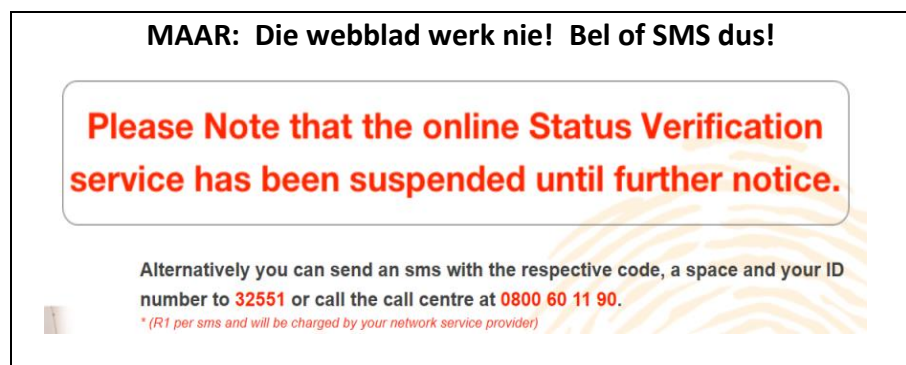 MAAR:  Die webblad werk nie!  Bel of SMS dus!
Please Note that the online Status Verification
service has been suspended until further notice.
Alternatively you can send an sms with the respective code, a space and your ID
number to 32551 or call the call centre at 0800 60 11 90.
* (R1 per sms and will be charged by your network service provider)